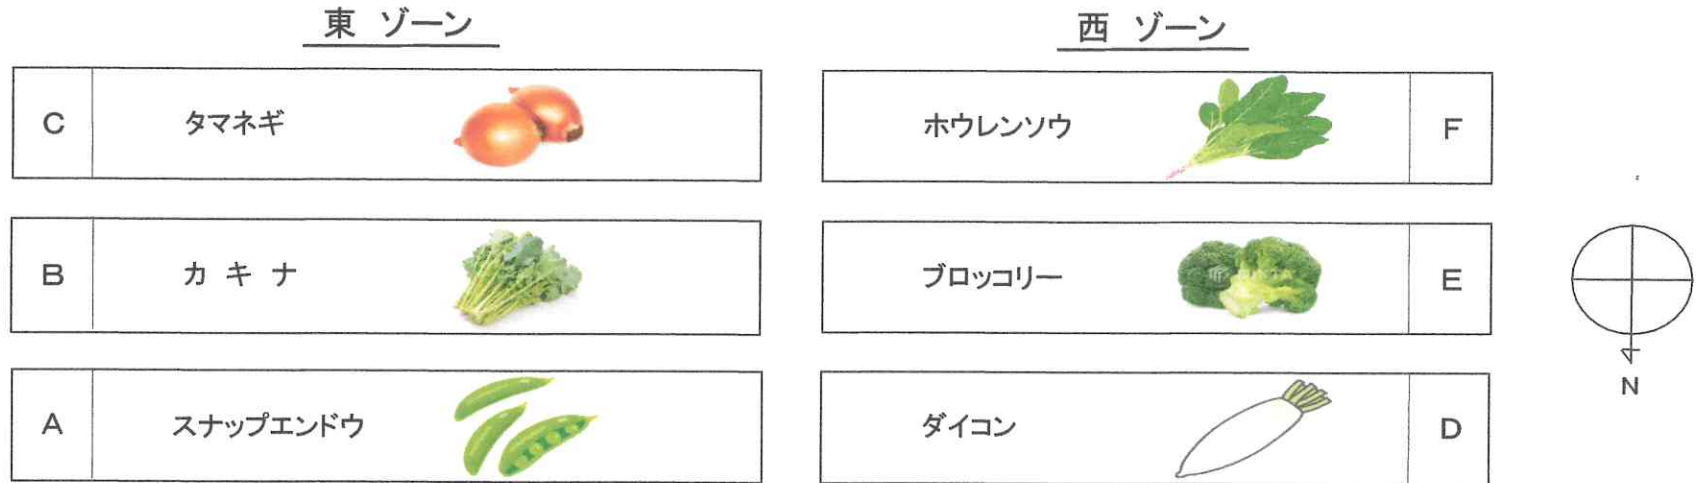 東 ゾーン
西 ゾーン
C タマネギ
ホウレンソウ F
B カ キ ナ
ブロッコリー E
A スナップエンドウ
ダイコン D
N